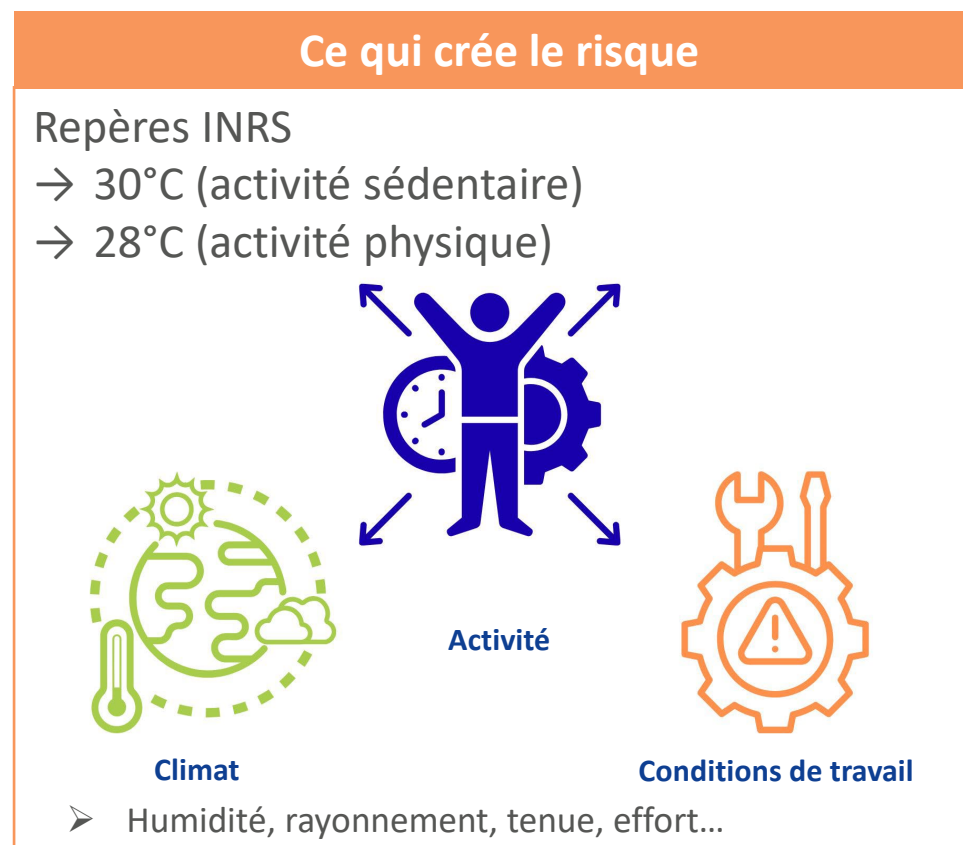 Ce qui crée le risque
Repères INRS
→ 30°C (activité sédentaire)
→ 28°C (activité physique)
Activité
Climat
Conditions de travail
➢ Humidité, rayonnement, tenue, effort…